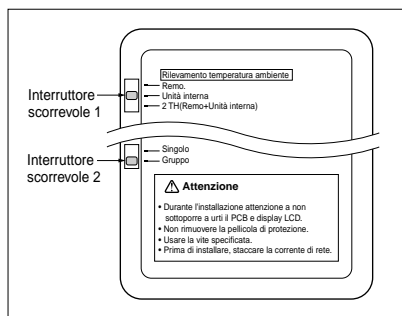 Rilevamento temperatura ambiente
Remo.
Interruttore
scorrevole 1
Unità interna
2 TH(Remo+Unità interna)
Singolo
Interruttore
scorrevole 2
Gruppo
Attenzione
• Durante l'installazione attenzione a non
sottoporre a urti il PCB e display LCD.
• Non rimuovere la pellicola di protezione.
• Usare la vite specificata.
• Prima di installare, staccare la corrente di rete.